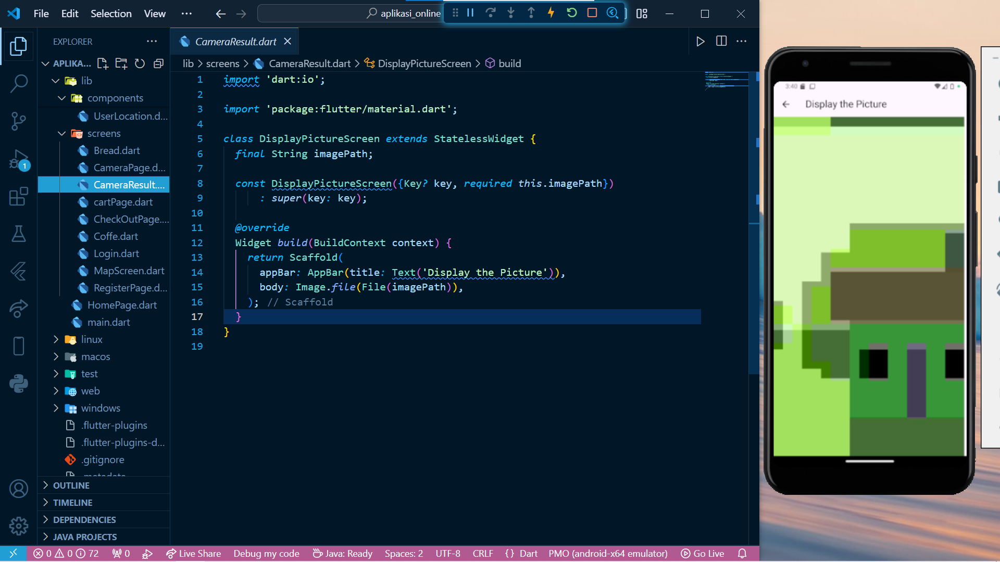 File Edit Selection View ··· aplikasi_online
EXPLORER ···
APLIKA...
lib
components
UserLocation.d...
screens
Bread.dart
CameraPage.d...
CameraResult....
cartPage.dart
CheckOutPage....
Coffe.dart
Login.dart
MapScreen.dart
RegisterPage.d...
HomePage.dart
main.dart
linux
macos
test
web
windows
.flutter-plugins
.flutter-plugins-d...
.gitignore
.metadata
OUTLINE
TIMELINE
DEPENDENCIES
JAVA PROJECTS
1
CameraResult.dart
lib > screens > CameraResult.dart > DisplayPictureScreen > build
1 import 'dart:io';
2
3 import 'package:flutter/material.dart';
4
5 class DisplayPictureScreen extends StatelessWidget {
6 final String imagePath;
7
8 const DisplayPictureScreen({Key? key, required this.imagePath})
9 : super(key: key);
10
11 @override
12 Widget build(BuildContext context) {
13 return Scaffold(
14 appBar: AppBar(title: Text('Display the Picture')),
15 body: Image.file(File(imagePath)),
16 ); // Scaffold
17 }
18 }
19
0 0 72 0 Live Share Debug my code Java: Ready Spaces: 2 UTF-8 CRLF {} Dart PMO (android-x64 emulator) Go Live
3:40
Display the Picture